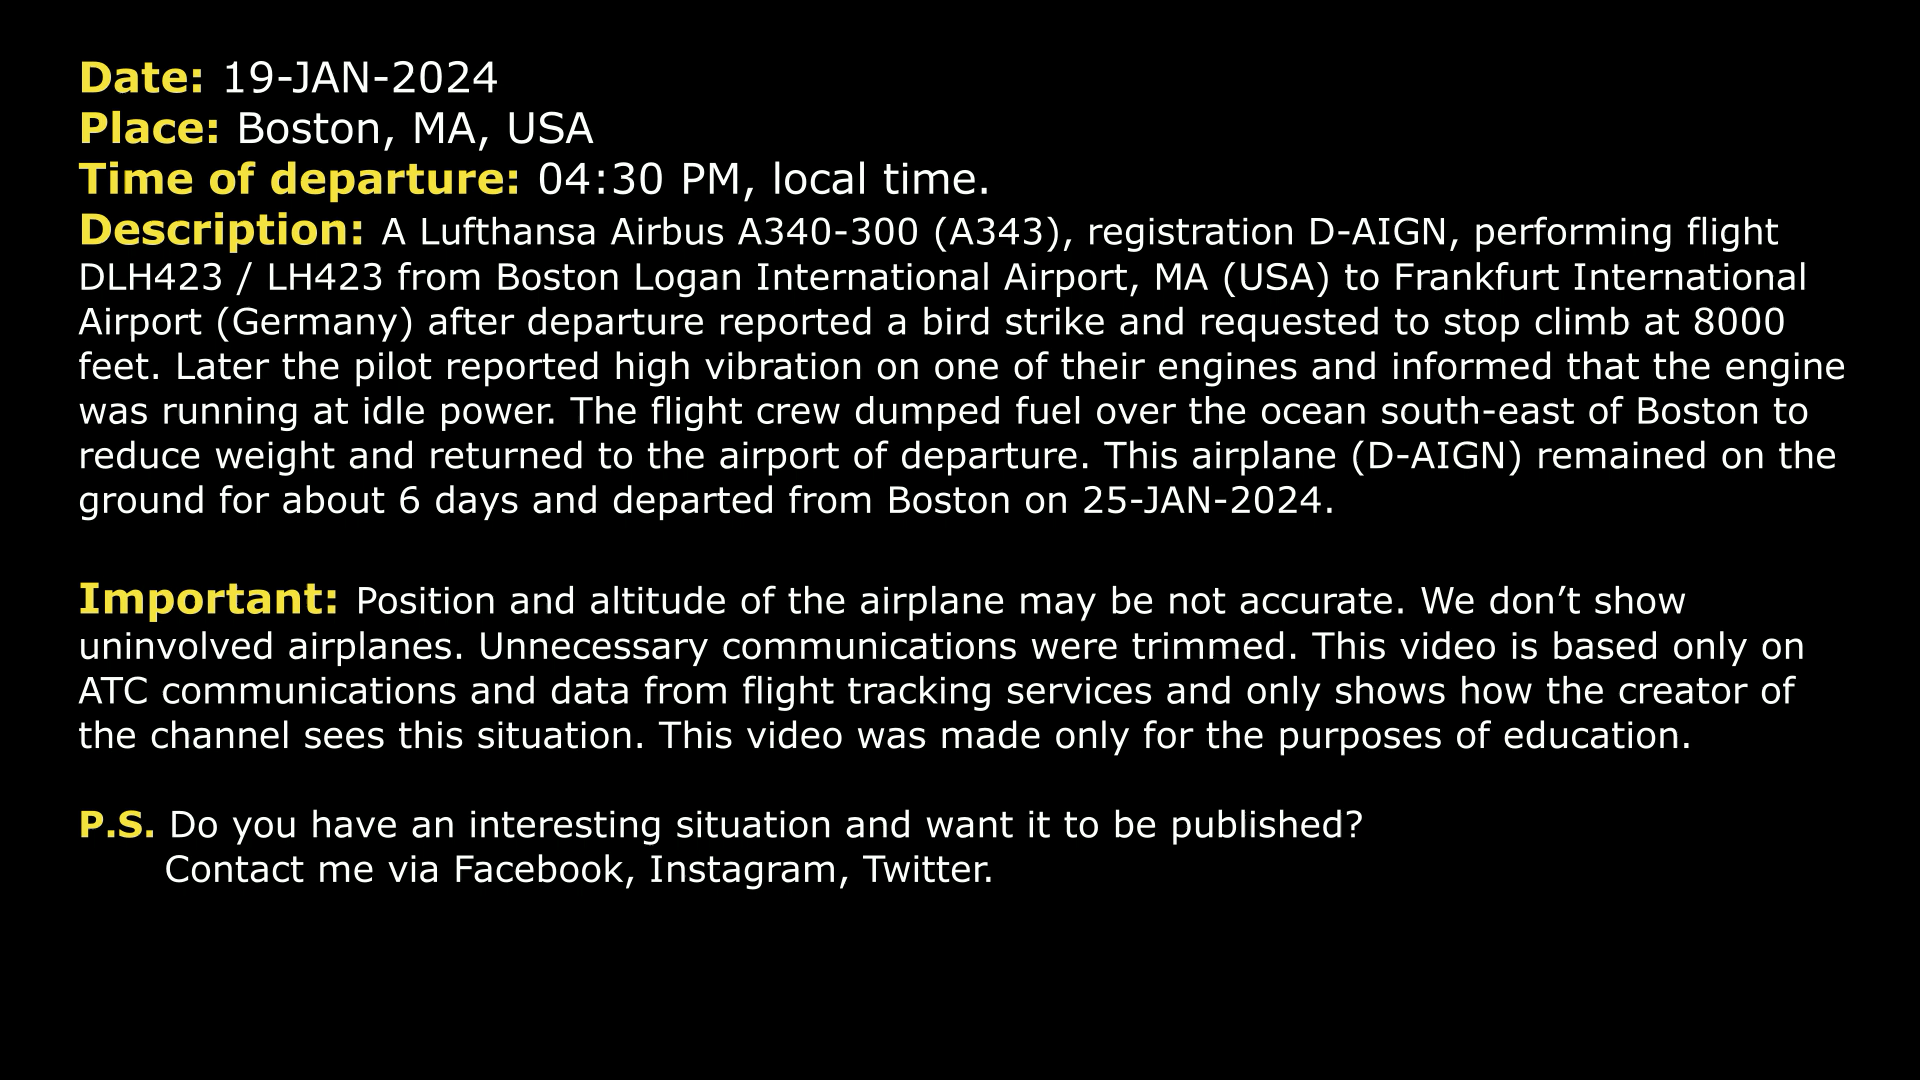 Date: 19-JAN-2024
Place: Boston, MA, USA
Time of departure: 04:30 PM, local time.
Description: A Lufthansa Airbus A340-300 (A343), registration D-AIGN, performing flight
DLH423 / LH423 from Boston Logan International Airport, MA (USA) to Frankfurt International
Airport (Germany) after departure reported a bird strike and requested to stop climb at 8000
feet. Later the pilot reported high vibration on one of their engines and informed that the engine
was running at idle power. The flight crew dumped fuel over the ocean south-east of Boston to
reduce weight and returned to the airport of departure. This airplane (D-AIGN) remained on the
ground for about 6 days and departed from Boston on 25-JAN-2024.
Important: Position and altitude of the airplane may be not accurate. We don’t show
uninvolved airplanes. Unnecessary communications were trimmed. This video is based only on
ATC communications and data from flight tracking services and only shows how the creator of
the channel sees this situation. This video was made only for the purposes of education.
P.S. Do you have an interesting situation and want it to be published?
Contact me via Facebook, Instagram, Twitter.